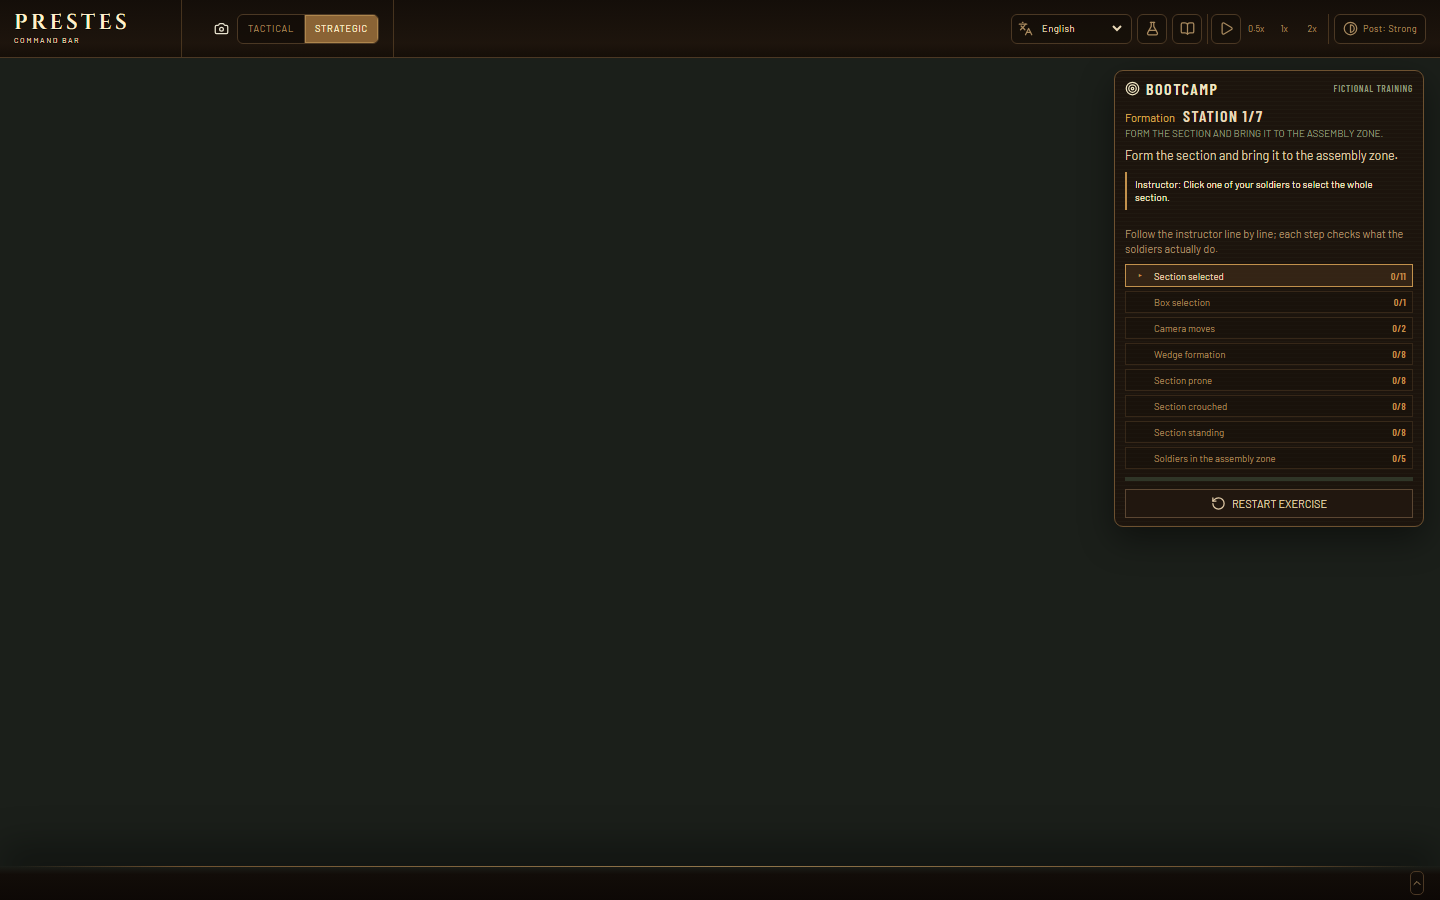 PRESTES
COMMAND BAR
TACTICAL
STRATEGIC
English
0.5x
1x
2x
Post: Strong
BOOTCAMP
FICTIONAL TRAINING
Formation STATION 1/7
FORM THE SECTION AND BRING IT TO THE ASSEMBLY ZONE.
Form the section and bring it to the assembly zone.
Instructor: Click one of your soldiers to select the whole
section.
Follow the instructor line by line; each step checks what the
soldiers actually do.
Section selected 0/11
Box selection 0/1
Camera moves 0/2
Wedge formation 0/8
Section prone 0/8
Section crouched 0/8
Section standing 0/8
Soldiers in the assembly zone 0/5
RESTART EXERCISE